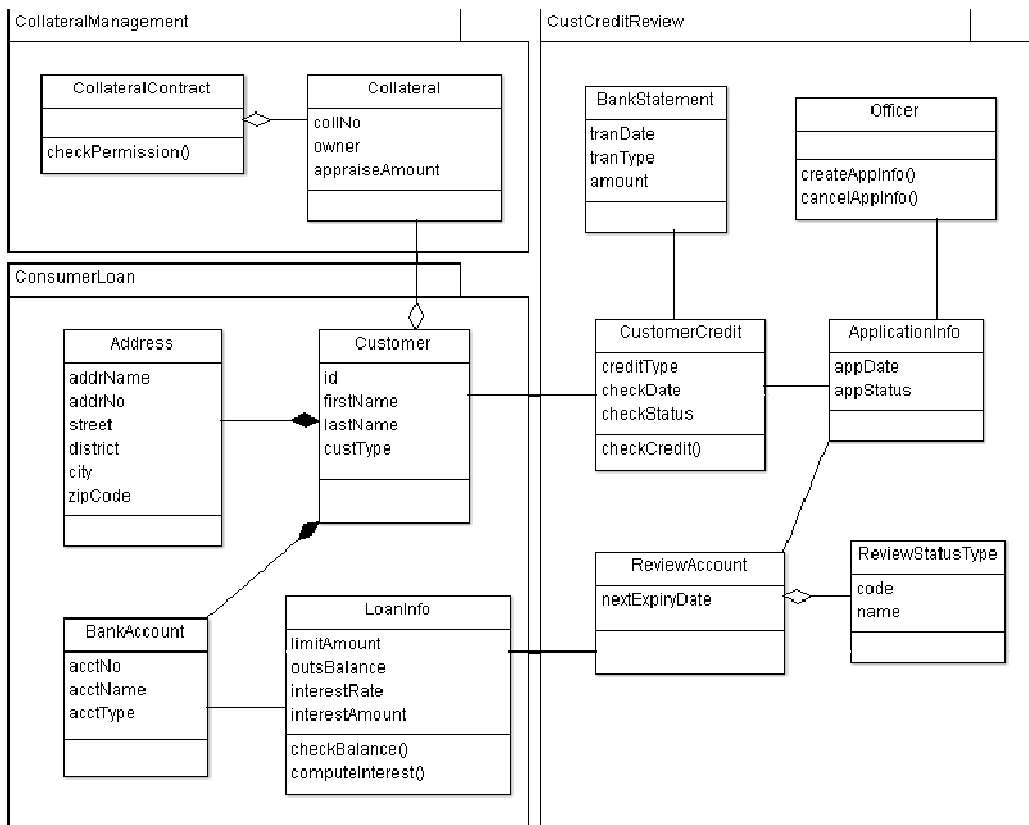 CollateralManagement
CollateralContract
checkPermission()
Collateral
collNo
owner
appraiseAmount
ConsumerLoan
Address
addrName
addrNo
street
district
city
zipCode
Customer
id
firstName
lastName
custType
BankAccount
acctNo
acctName
acctType
LoanInfo
limitAmount
outsBalance
interestRate
interestAmount
checkBalance()
computeInterest()
CustCreditReview
BankStatement
tranDate
tranType
amount
Officer
createAppInfo()
cancelAppInfo()
CustomerCredit
creditType
checkDate
checkStatus
checkCredit()
ApplicationInfo
appDate
appStatus
ReviewAccount
nextExpiryDate
ReviewStatusType
code
name